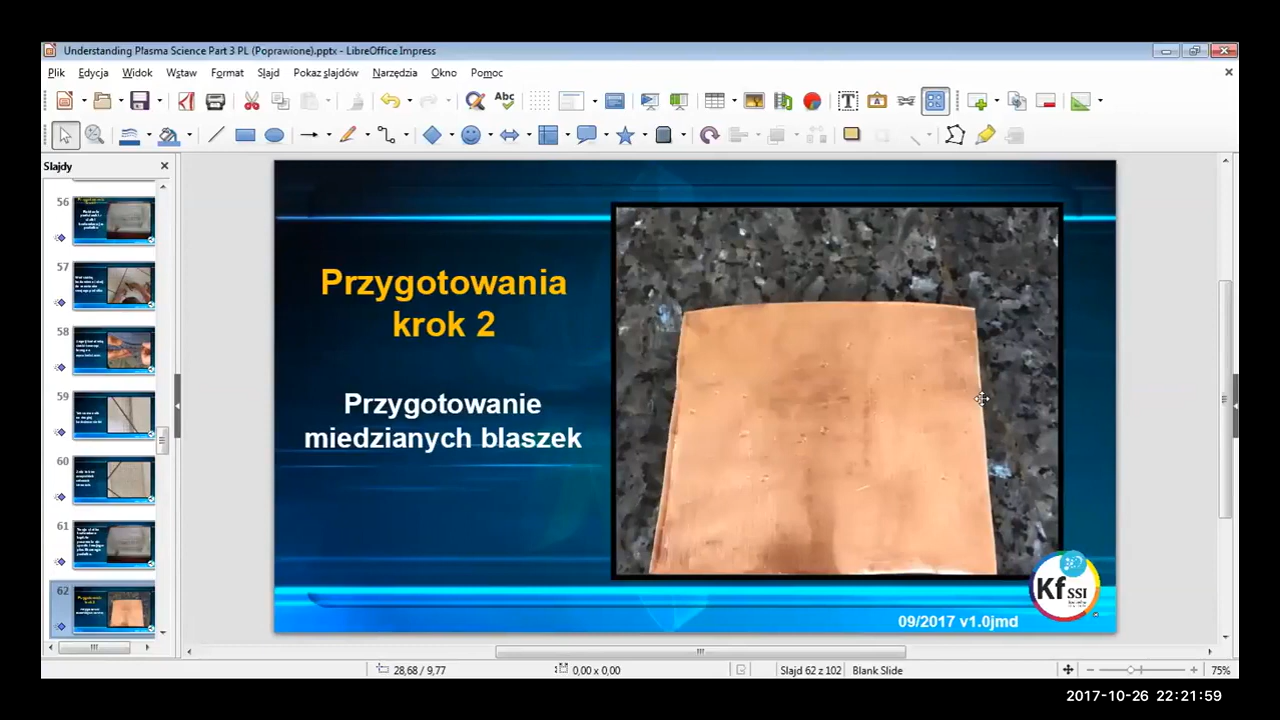 Understanding Plasma Science Part 3 PL (Poprawione).pptx - LibreOffice Impress
Plik Edycja Widok Wstaw Format Slajd Pokaz slajdów Narzędzia Okno Pomoc
Abc
Slajdy
56
57
58
59
60
61
62
Przygotowania
krok 2
Przygotowanie
miedzianych blaszek
Kf SSI
09/2017 v1.0jmd
28,68 / 9,77
0,00 x 0,00
Slajd 62 z 102
Blank Slide
75%
2017-10-26 22:21:59